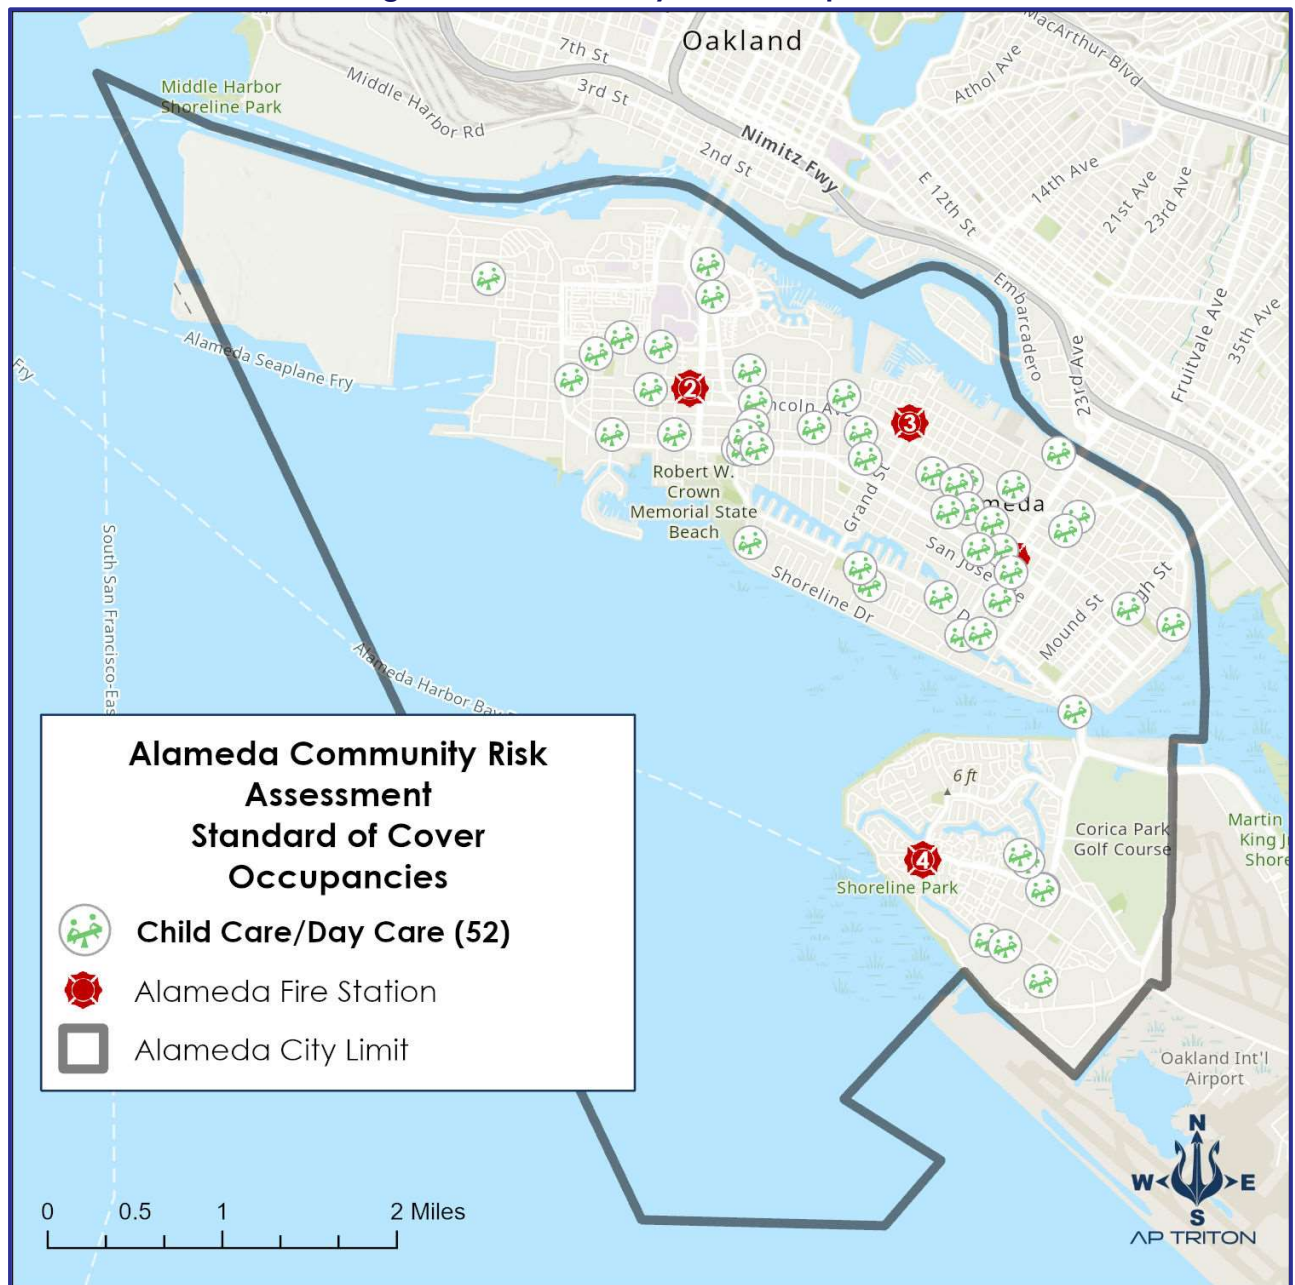 Oakland
MacArthur Blvd
7th St
3rd St
Athol Ave
Middle Harbor
Shoreline Park
Middle Harbor Rd
Nimitz Fwy
2nd St
E 12th St
14th Ave
21st Ave
23rd Ave
Embarcadero
23rd Ave
Fruitvale Ave
35th Ave
Alameda Seaplane Fry
Fry
2
3
Robert W.
Crown
Memorial State
Beach
Grand St
meda
San Jose
Shoreline Dr
Mound St
South San Francisco-Eas
Alameda Harbor Bay
6 ft
Corica Park
Golf Course
Martin
King J
Shore
4
Shoreline Park
Alameda Community Risk
Assessment
Standard of Cover
Occupancies
Child Care/Day Care (52)
Alameda Fire Station
Alameda City Limit
Oakland Int'l
Airport
0 0.5 1 2 Miles
N
W E
S
AP TRITON